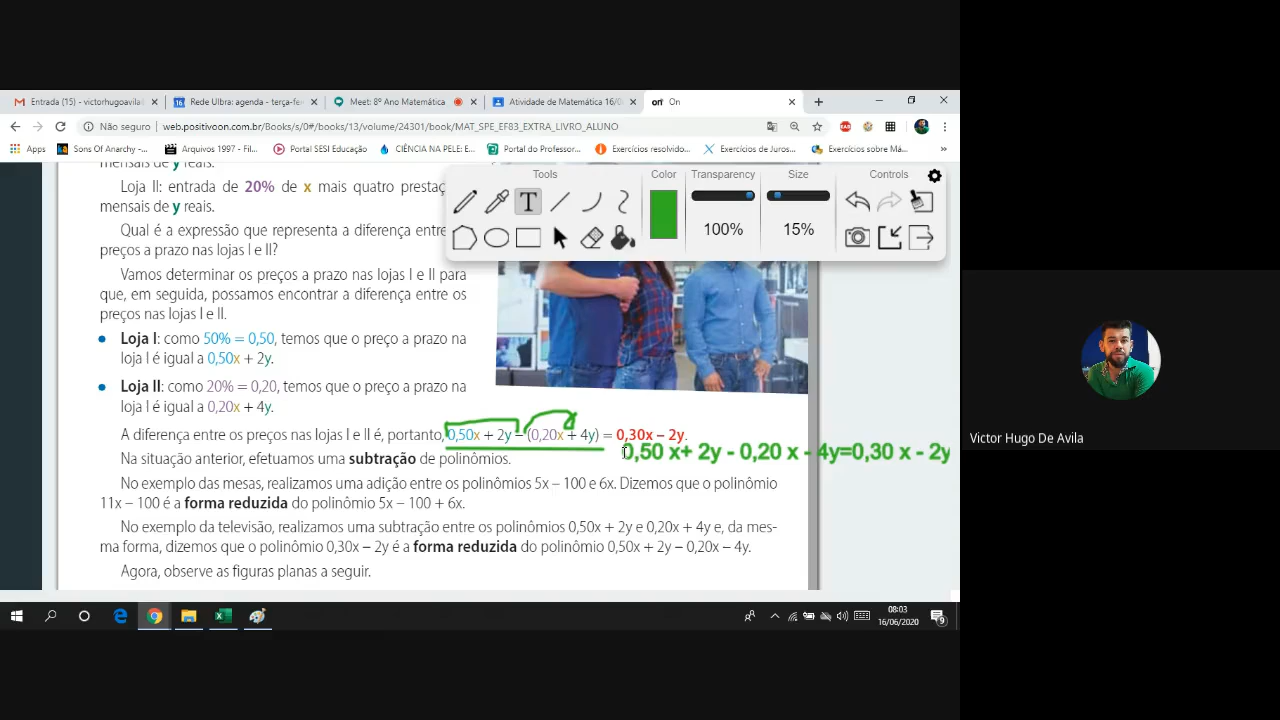 Entrada (15) - victorhugoavila
Rede Ulbra: agenda - terça-fe
Meet: 8º Ano Matemática
Atividade de Matemática 16/0
On
Não seguro
web.positivoon.com.br/Books/s/0#/books/13/volume/24301/book/MAT_SPE_EF83_EXTRA_LIVRO_ALUNO
Apps
Sons Of Anarchy -...
Arquivos 1997 - Fil...
Portal SESI Educação
CIÊNCIA NA PELE: E...
Portal do Professor...
Exercícios resolvido...
Exercícios de Juros...
Exercícios sobre Má...
mensais de y reais.
Loja II: entrada de 20% de x mais quatro prestaç
mensais de y reais.
Qual é a expressão que representa a diferença entre
preços a prazo nas lojas I e II?
Vamos determinar os preços a prazo nas lojas I e II para
que, em seguida, possamos encontrar a diferença entre os
preços nas lojas I e II.
Loja I: como 50% = 0,50, temos que o preço a prazo na
loja I é igual a 0,50x + 2y.
Loja II: como 20% = 0,20, temos que o preço a prazo na
loja I é igual a 0,20x + 4y.
A diferença entre os preços nas lojas I e II é, portanto, 0,50x + 2y – (0,20x + 4y) = 0,30x – 2y.
0,50 x+ 2y - 0,20 x - 4y=0,30 x - 2y
Na situação anterior, efetuamos uma subtração de polinômios.
No exemplo das mesas, realizamos uma adição entre os polinômios 5x – 100 e 6x. Dizemos que o polinômio
11x – 100 é a forma reduzida do polinômio 5x – 100 + 6x.
No exemplo da televisão, realizamos uma subtração entre os polinômios 0,50x + 2y e 0,20x + 4y e, da mes-
ma forma, dizemos que o polinômio 0,30x – 2y é a forma reduzida do polinômio 0,50x + 2y – 0,20x – 4y.
Agora, observe as figuras planas a seguir.
Tools
Color
Transparency
Size
Controls
T
100%
15%
Victor Hugo De Avila
08:03
16/06/2020
9